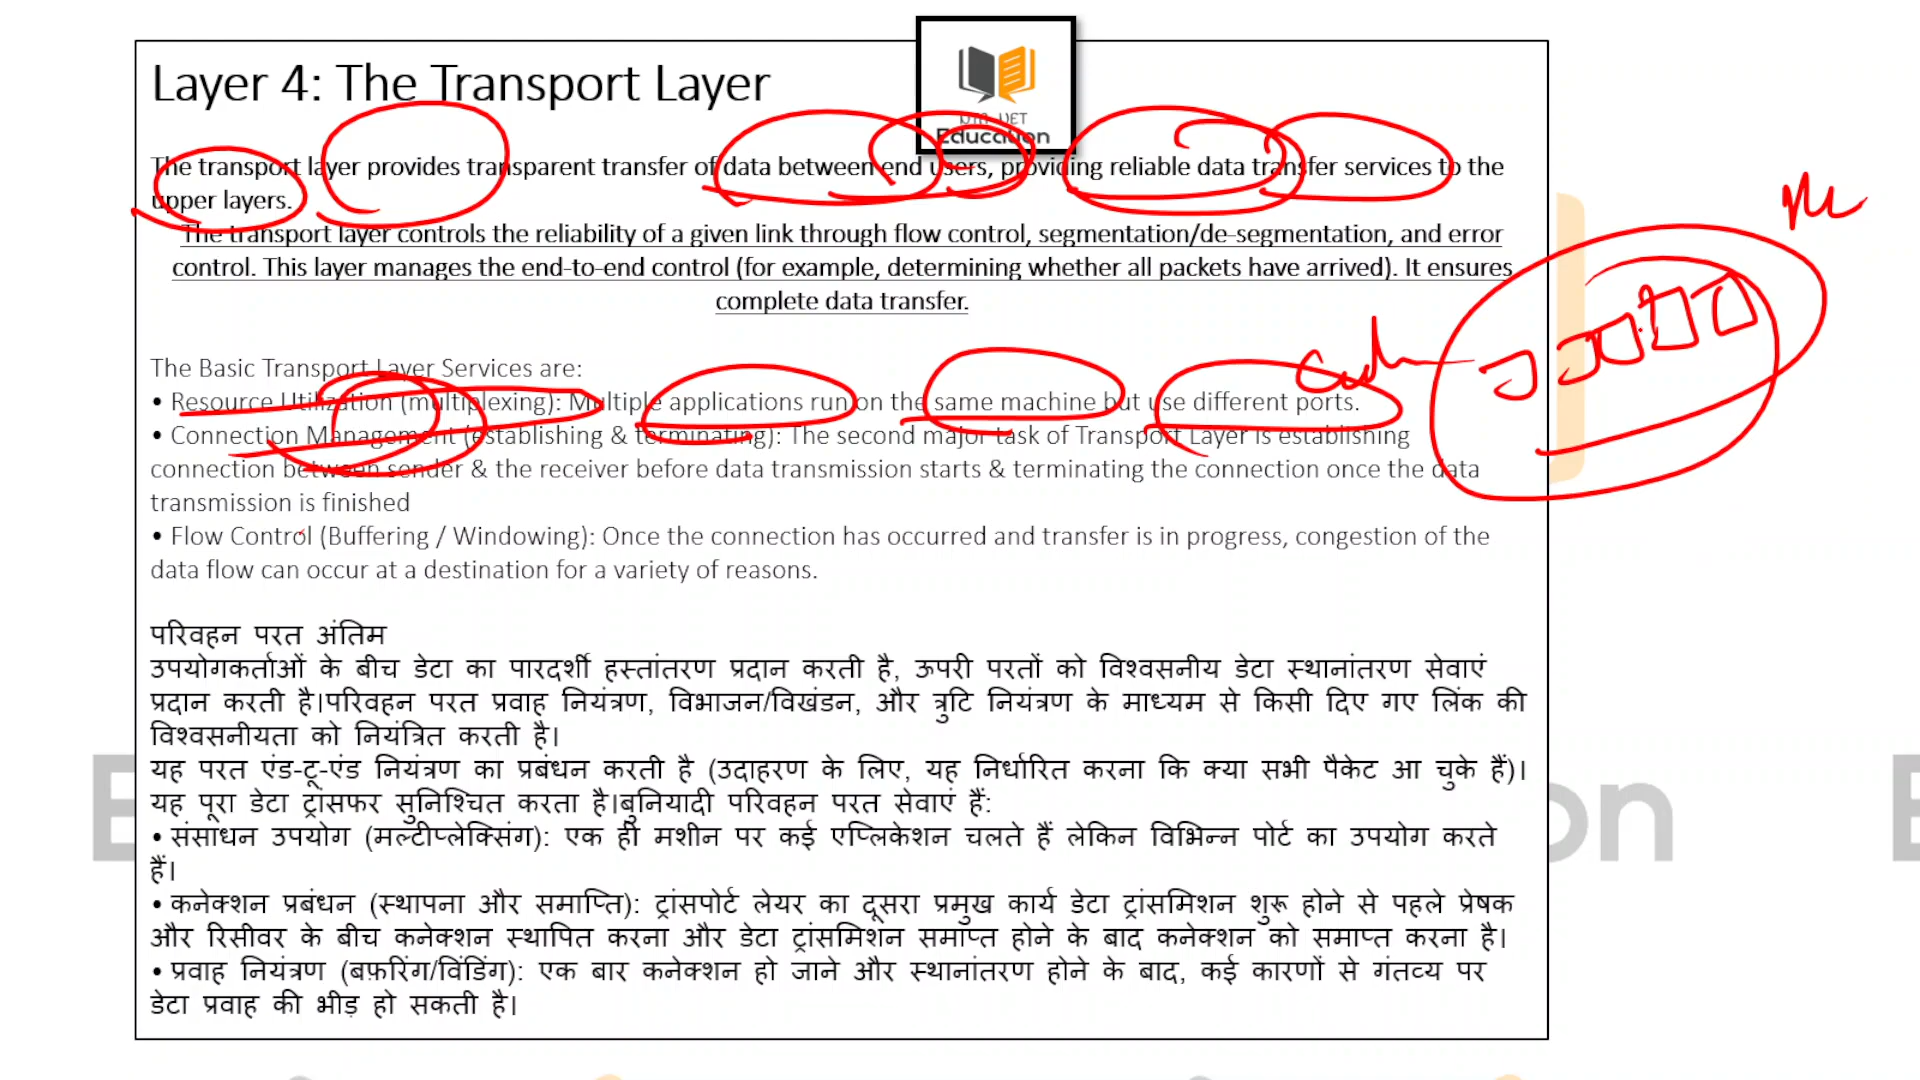 Layer 4: The Transport Layer
Education
The transport layer provides transparent transfer of data between end users, providing reliable data transfer services to the
upper layers.
The transport layer controls the reliability of a given link through flow control, segmentation/de-segmentation, and error
control. This layer manages the end-to-end control (for example, determining whether all packets have arrived). It ensures
complete data transfer.
The Basic Transport Layer Services are:
• Resource Utilization (multiplexing): Multiple applications run on the same machine but use different ports.
• Connection Management (establishing & terminating): The second major task of Transport Layer is establishing
connection between sender & the receiver before data transmission starts & terminating the connection once the data
transmission is finished
• Flow Control (Buffering / Windowing): Once the connection has occurred and transfer is in progress, congestion of the
data flow can occur at a destination for a variety of reasons.
परिवहन परत अंतिम
उपयोगकर्ताओं के बीच डेटा का पारदर्शी हस्तांतरण प्रदान करती है, ऊपरी परतों को विश्वसनीय डेटा स्थानांतरण सेवाएं
प्रदान करती है।परिवहन परत प्रवाह नियंत्रण, विभाजन/विखंडन, और त्रुटि नियंत्रण के माध्यम से किसी दिए गए लिंक की
विश्वसनीयता को नियंत्रित करती है।
यह परत एंड-टू-एंड नियंत्रण का प्रबंधन करती है (उदाहरण के लिए, यह निर्धारित करना कि क्या सभी पैकेट आ चुके हैं)।
यह पूरा डेटा ट्रांसफर सुनिश्चित करता है।बुनियादी परिवहन परत सेवाएं हैं:
• संसाधन उपयोग (मल्टीप्लेक्सिंग): एक ही मशीन पर कई एप्लिकेशन चलते हैं लेकिन विभिन्न पोर्ट का उपयोग करते
हैं।
• कनेक्शन प्रबंधन (स्थापना और समाप्ति): ट्रांसपोर्ट लेयर का दूसरा प्रमुख कार्य डेटा ट्रांसमिशन शुरू होने से पहले प्रेषक
और रिसीवर के बीच कनेक्शन स्थापित करना और डेटा ट्रांसमिशन समाप्त होने के बाद कनेक्शन को समाप्त करना है।
• प्रवाह नियंत्रण (बफ़रिंग/विंडिंग): एक बार कनेक्शन हो जाने और स्थानांतरण होने के बाद, कई कारणों से गंतव्य पर
डेटा प्रवाह की भीड़ हो सकती है।